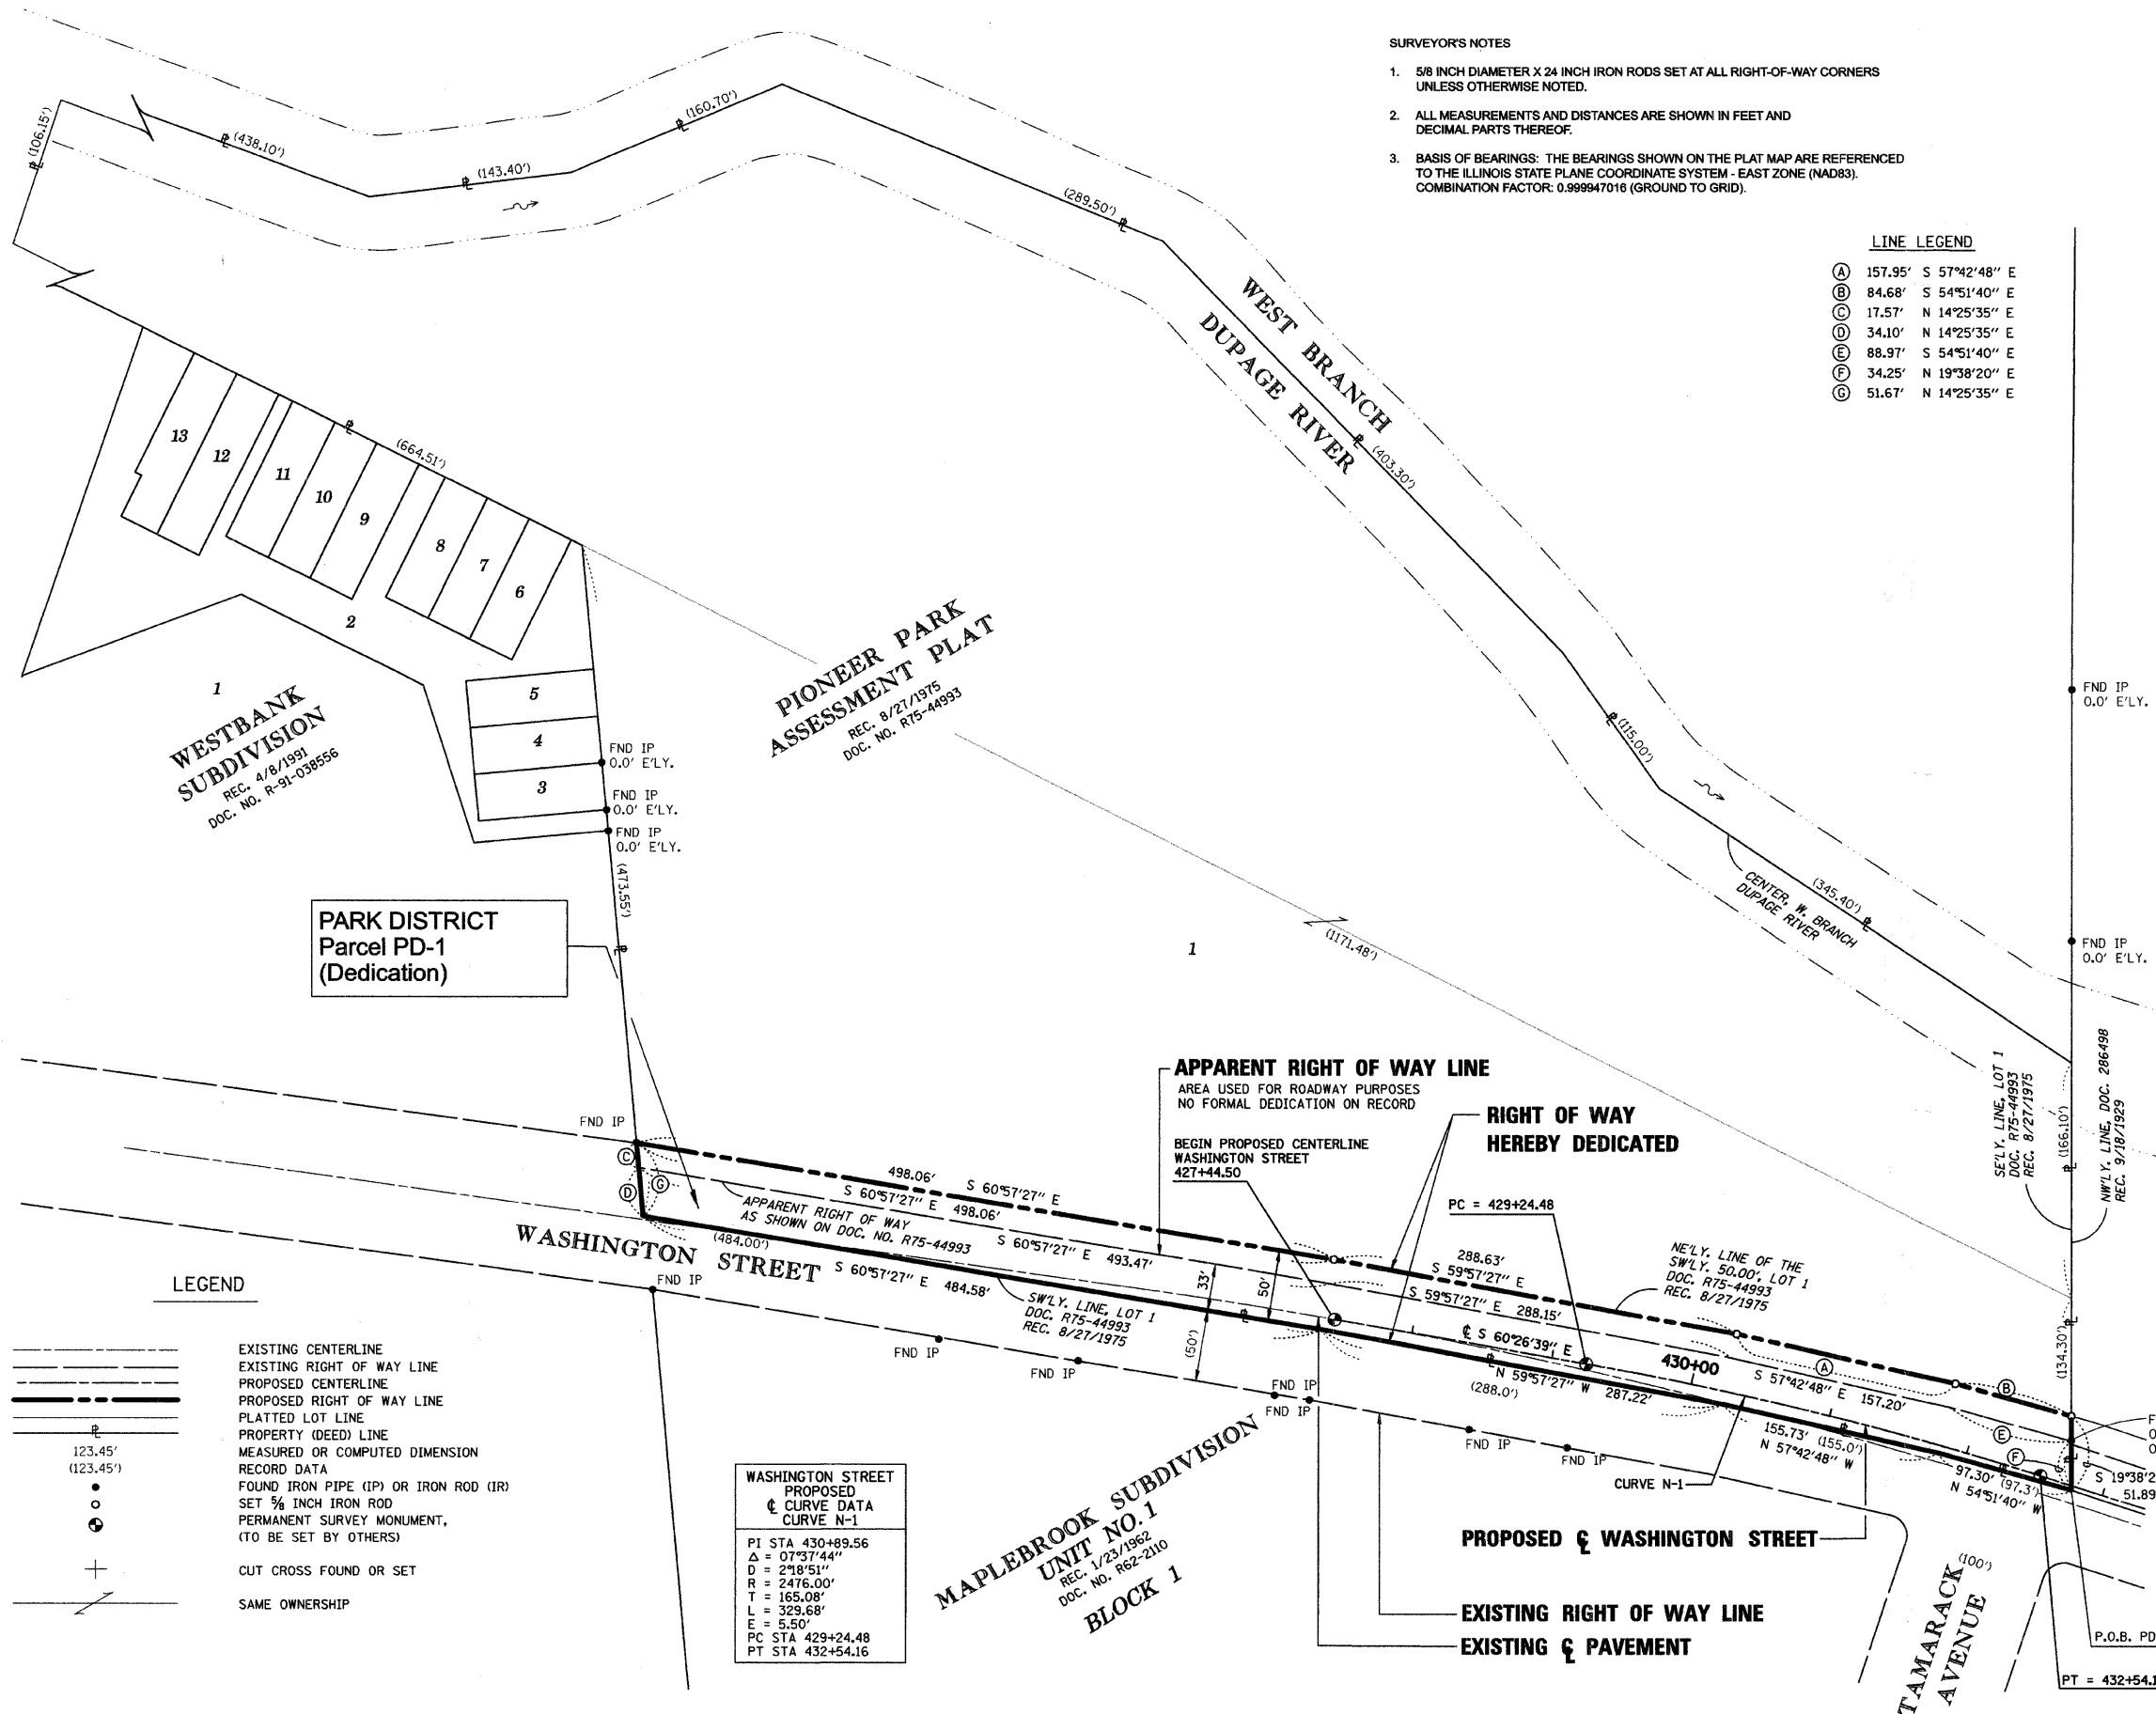 SURVEYOR'S NOTES
1. 5/8 INCH DIAMETER X 24 INCH IRON RODS SET AT ALL RIGHT-OF-WAY CORNERS
UNLESS OTHERWISE NOTED.
2. ALL MEASUREMENTS AND DISTANCES ARE SHOWN IN FEET AND
DECIMAL PARTS THEREOF.
3. BASIS OF BEARINGS: THE BEARINGS SHOWN ON THE PLAT MAP ARE REFERENCED
TO THE ILLINOIS STATE PLANE COORDINATE SYSTEM - EAST ZONE (NAD83).
COMBINATION FACTOR: 0.999947016 (GROUND TO GRID).
LINE LEGEND
A 157.95' S 57°42'48" E
B 84.68' S 54°51'40" E
C 17.57' N 14°25'35" E
D 34.10' N 14°25'35" E
E 88.97' S 54°51'40" E
F 34.25' N 19°38'20" E
G 51.67' N 14°25'35" E
(106.15')
(438.10')
(143.40')
(160.70')
(289.50')
WEST BRANCH
DUPAGE RIVER
(403.30')
(115.00')
(345.40')
CENTER, W. BRANCH
DUPAGE RIVER
(664.51')
13
12
11
10
9
8
7
6
5
4
3
2
1
WESTBANK
SUBDIVISION
REC. 4/8/1991
DOC. NO. R-91-038556
PIONEER PARK
ASSESSMENT PLAT
REC. 8/27/1975
DOC. NO. R75-44993
FND IP
0.0' E'LY.
FND IP
0.0' E'LY.
FND IP
0.0' E'LY.
FND IP
0.0' E'LY.
FND IP
0.0' E'LY.
(473.55')
PARK DISTRICT
Parcel PD-1
(Dedication)
1
(1171.48')
SE'LY. LINE, LOT 1
DOC. R75-44993
REC. 8/27/1975
(166.10')
NW'LY. LINE, DOC. 286498
REC. 9/18/1929
(134.30')
APPARENT RIGHT OF WAY LINE
AREA USED FOR ROADWAY PURPOSES
NO FORMAL DEDICATION ON RECORD
RIGHT OF WAY
HEREBY DEDICATED
BEGIN PROPOSED CENTERLINE
WASHINGTON STREET
427+44.50
PC = 429+24.48
FND IP
C
D
G
498.06' S 60°57'27" E
S 60°57'27" E 498.06'
APPARENT RIGHT OF WAY
AS SHOWN ON DOC. NO. R75-44993
S 60°57'27" E 493.47'
(484.00')
S 60°57'27" E 484.58'
WASHINGTON STREET
SW'LY. LINE, LOT 1
DOC. R75-44993
REC. 8/27/1975
33'
50'
(50')
288.63'
S 59°57'27" E
S 59°57'27" E 288.15'
℄ S 60°26'39" E
N 59°57'27" W 287.22'
(288.0')
430+00
NE'LY. LINE OF THE
SW'LY. 50.00', LOT 1
DOC. R75-44993
REC. 8/27/1975
A
B
S 57°42'48" E 157.20'
155.73' (155.0')
N 57°42'48" W
E
F
97.30' (97.3')
N 54°51'40" W
S 19°38'2
51.89
FND IP
FND IP
FND IP
FND IP
FND IP
FND IP
FND IP
CURVE N-1
PROPOSED ℄ WASHINGTON STREET
EXISTING RIGHT OF WAY LINE
EXISTING ℄ PAVEMENT
MAPLEBROOK SUBDIVISION
UNIT NO. 1
REC. 1/23/1962
DOC. NO. R62-2110
BLOCK 1
TAMARACK
AVENUE
(100')
P.O.B. PD
PT = 432+54.1
LEGEND
EXISTING CENTERLINE
EXISTING RIGHT OF WAY LINE
PROPOSED CENTERLINE
PROPOSED RIGHT OF WAY LINE
PLATTED LOT LINE
PROPERTY (DEED) LINE
123.45' MEASURED OR COMPUTED DIMENSION
(123.45') RECORD DATA
FOUND IRON PIPE (IP) OR IRON ROD (IR)
SET 5/8 INCH IRON ROD
PERMANENT SURVEY MONUMENT,
(TO BE SET BY OTHERS)
CUT CROSS FOUND OR SET
SAME OWNERSHIP
WASHINGTON STREET
PROPOSED
℄ CURVE DATA
CURVE N-1
PI STA 430+89.56
Δ = 07°37'44"
D = 2°18'51"
R = 2476.00'
T = 165.08'
L = 329.68'
E = 5.50'
PC STA 429+24.48
PT STA 432+54.16